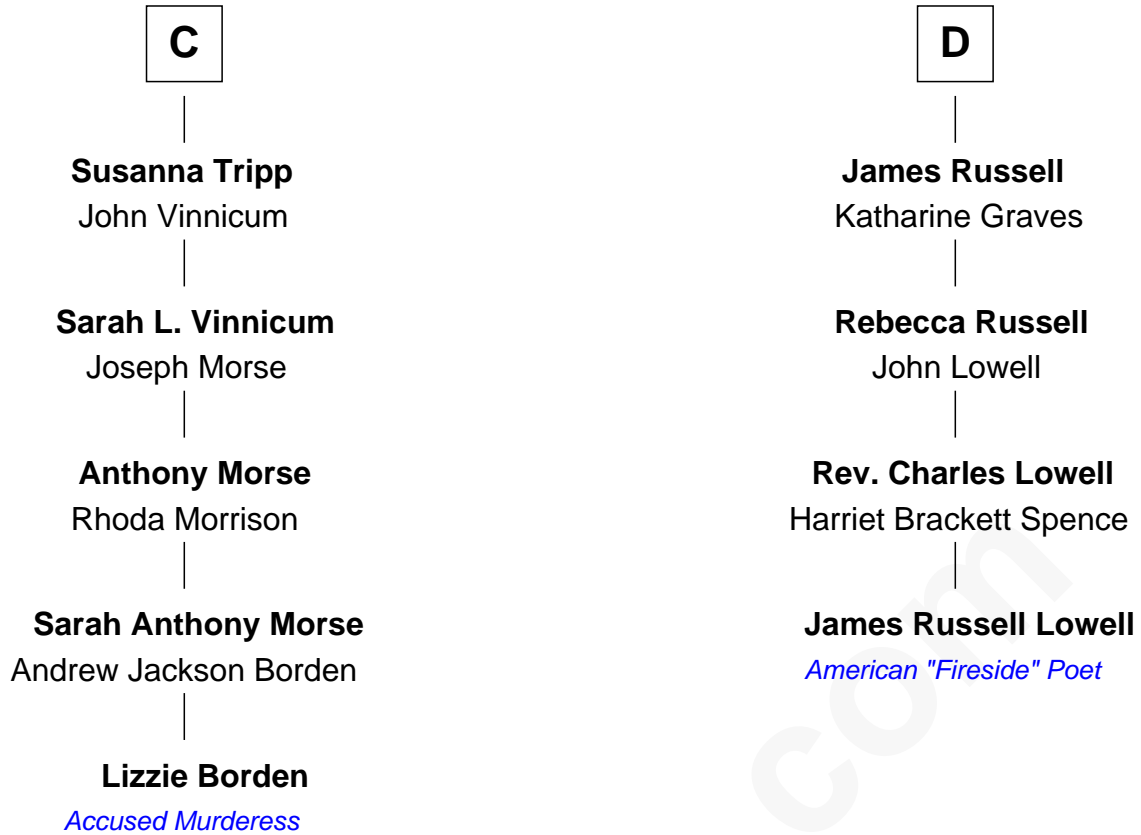 C
Susanna Tripp
John Vinnicum
Sarah L. Vinnicum
Joseph Morse
Anthony Morse
Rhoda Morrison
Sarah Anthony Morse
Andrew Jackson Borden
Lizzie Borden
Accused Murderess
D
James Russell
Katharine Graves
Rebecca Russell
John Lowell
Rev. Charles Lowell
Harriet Brackett Spence
James Russell Lowell
American "Fireside" Poet
com